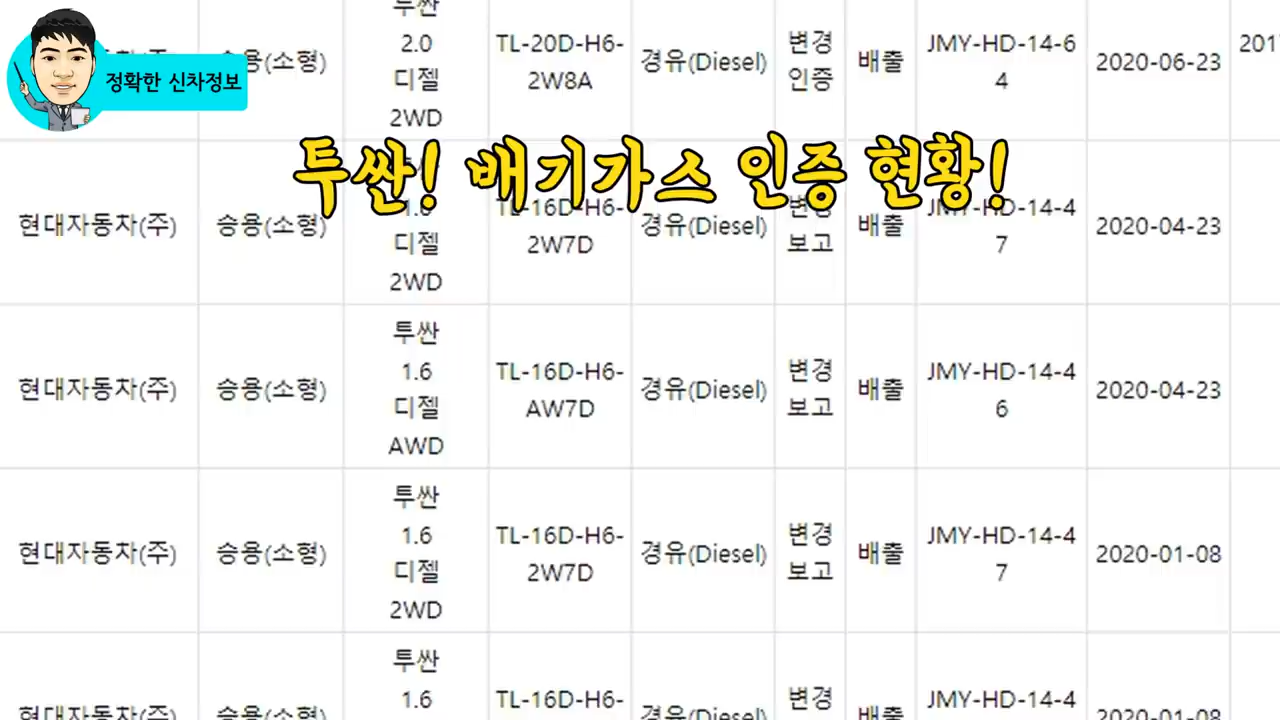 투싼
2.0
디젤
2WD
TL-20D-H6-
2W8A
경유(Diesel)
변경
인증
배출
JMY-HD-14-6
4
2020-06-23
201
정확한 신차정보
(소형)
투싼! 배기가스 인증 현황!
현대자동차(주)
승용(소형)
디젤
2WD
TL-16D-H6-
2W7D
경유(Diesel)
변경
보고
배출
JMY-HD-14-4
7
2020-04-23
현대자동차(주)
승용(소형)
투싼
1.6
디젤
AWD
TL-16D-H6-
AW7D
경유(Diesel)
변경
보고
배출
JMY-HD-14-4
6
2020-04-23
현대자동차(주)
승용(소형)
투싼
1.6
디젤
2WD
TL-16D-H6-
2W7D
경유(Diesel)
변경
보고
배출
JMY-HD-14-4
7
2020-01-08
현대자동차(주)
승용(소형)
투싼
1.6
TL-16D-H6-
경유(Diesel)
변경
배출
JMY-HD-14-4
2020-01-08